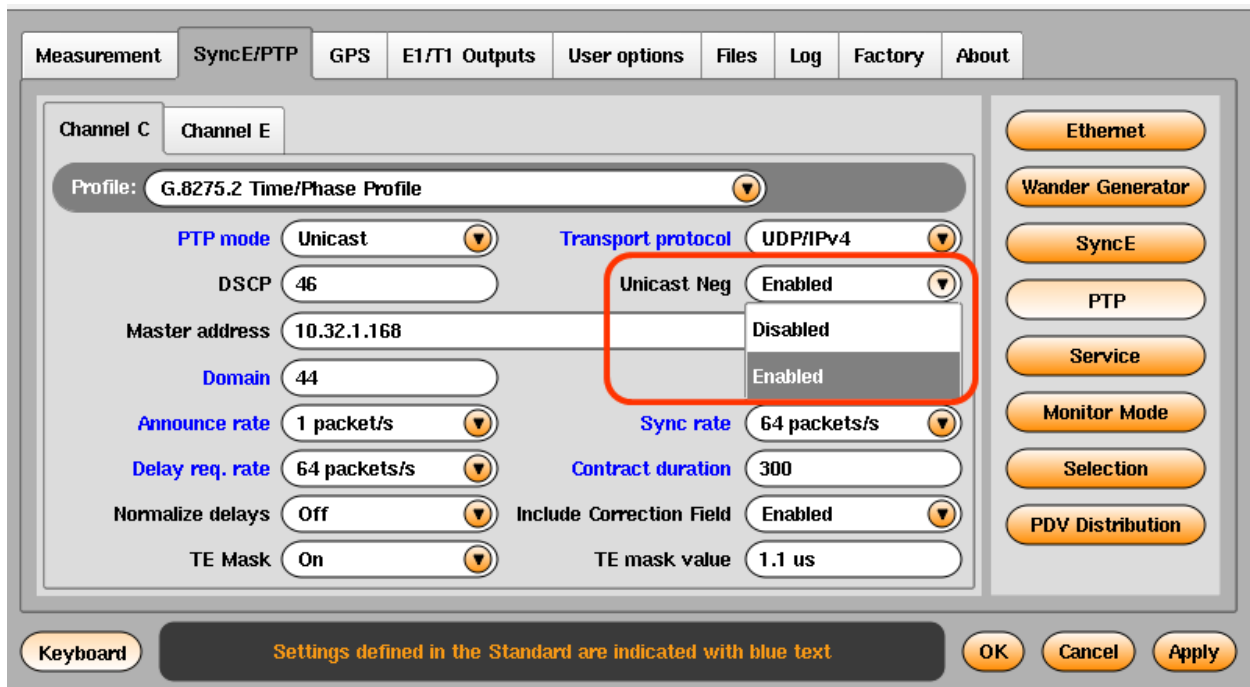 Measurement SyncE/PTP GPS E1/T1 Outputs User options Files Log Factory About
Channel C Channel E
Profile: G.8275.2 Time/Phase Profile
PTP mode Unicast Transport protocol UDP/IPv4
DSCP 46 Unicast Neg Enabled
Disabled
Enabled
Master address 10.32.1.168
Domain 44
Announce rate 1 packet/s Sync rate 64 packets/s
Delay req. rate 64 packets/s Contract duration 300
Normalize delays Off Include Correction Field Enabled
TE Mask On TE mask value 1.1 us
Ethernet
Wander Generator
SyncE
PTP
Service
Monitor Mode
Selection
PDV Distribution
Keyboard Settings defined in the Standard are indicated with blue text OK Cancel Apply